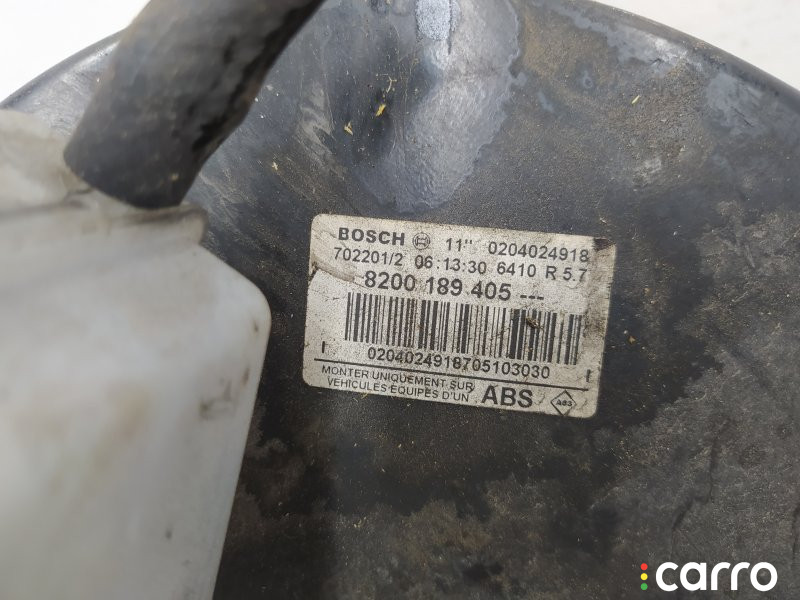 BOSCH 11" 0204024918
702201/2 06:13:30 6410 R 5.7
8200 189 405 ---
0204024918705103030
MONTER UNIQUEMENT SUR
VEHICULES EQUIPES D'UN ABS
carro